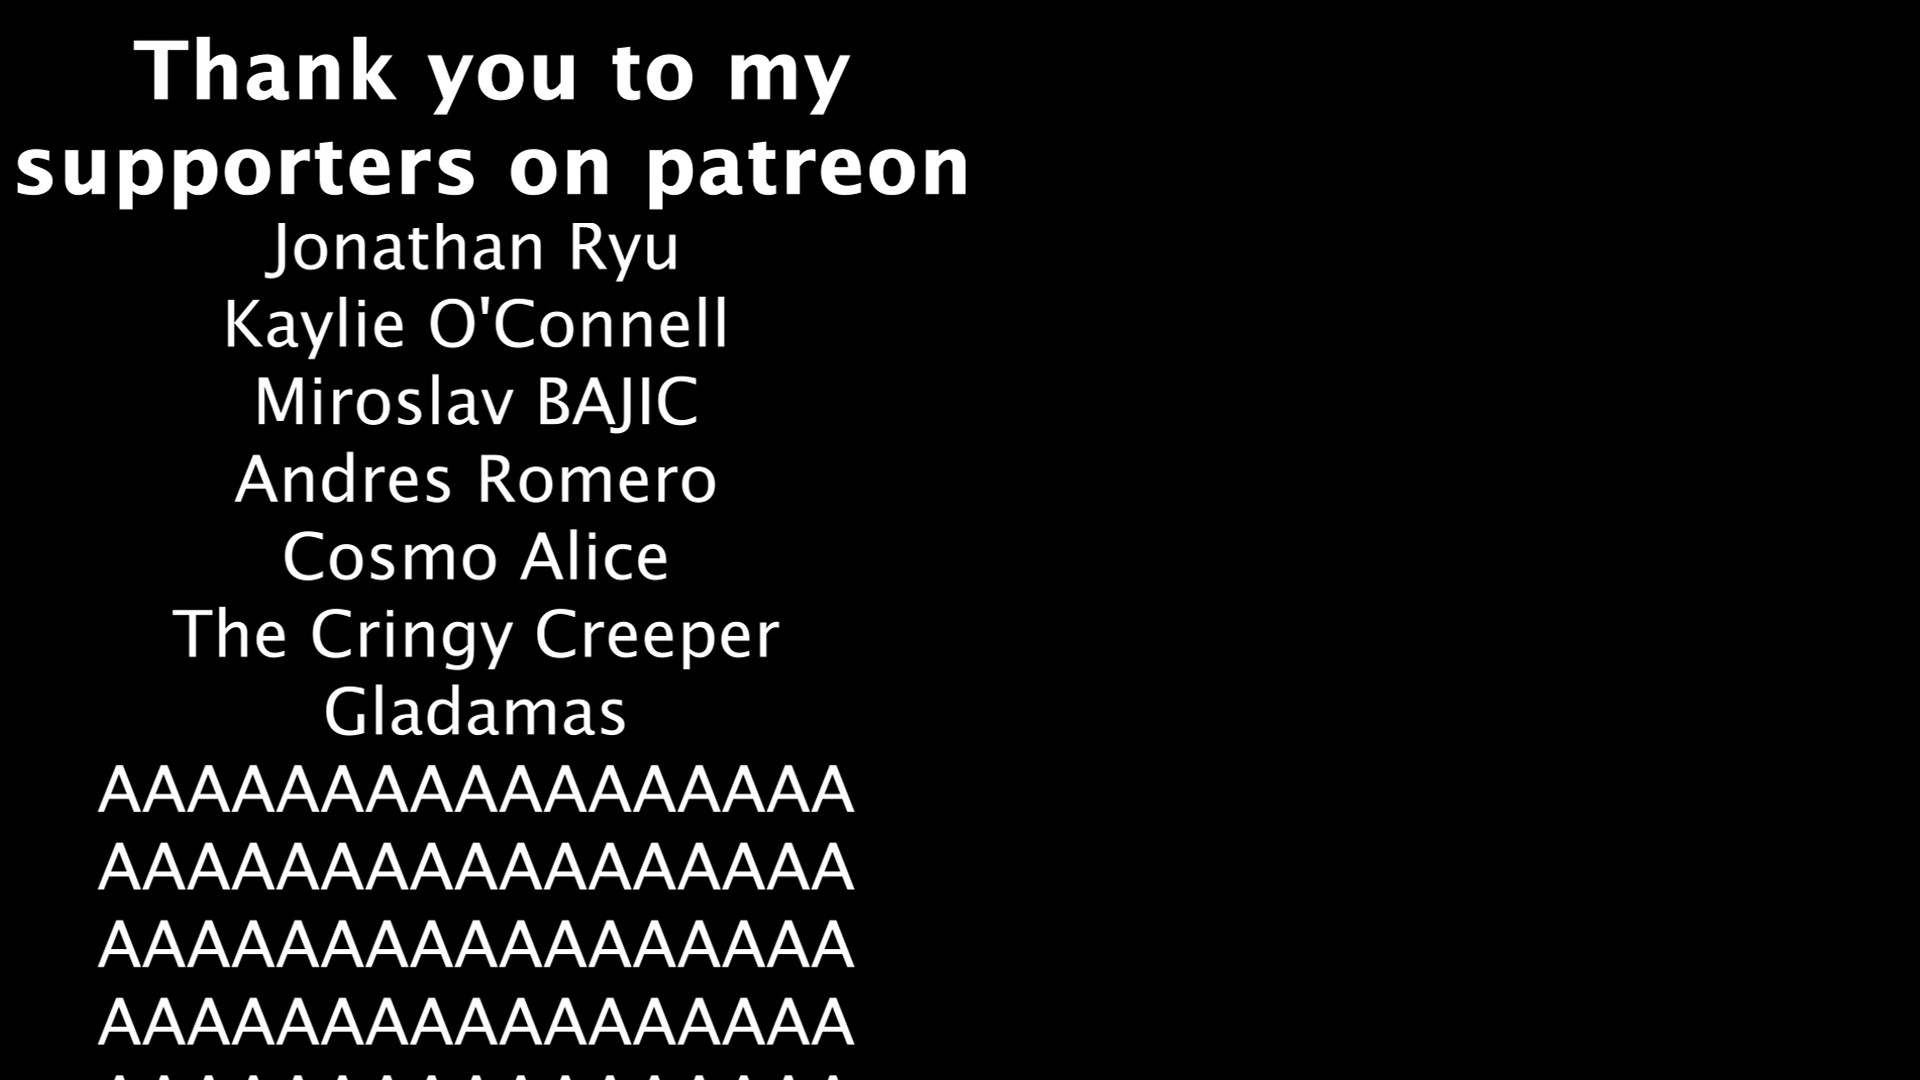 Thank you to my
supporters on patreon
Jonathan Ryu
Kaylie O'Connell
Miroslav BAJIC
Andres Romero
Cosmo Alice
The Cringy Creeper
Gladamas
AAAAAAAAAAAAAAAAA
AAAAAAAAAAAAAAAAA
AAAAAAAAAAAAAAAAA
AAAAAAAAAAAAAAAAA